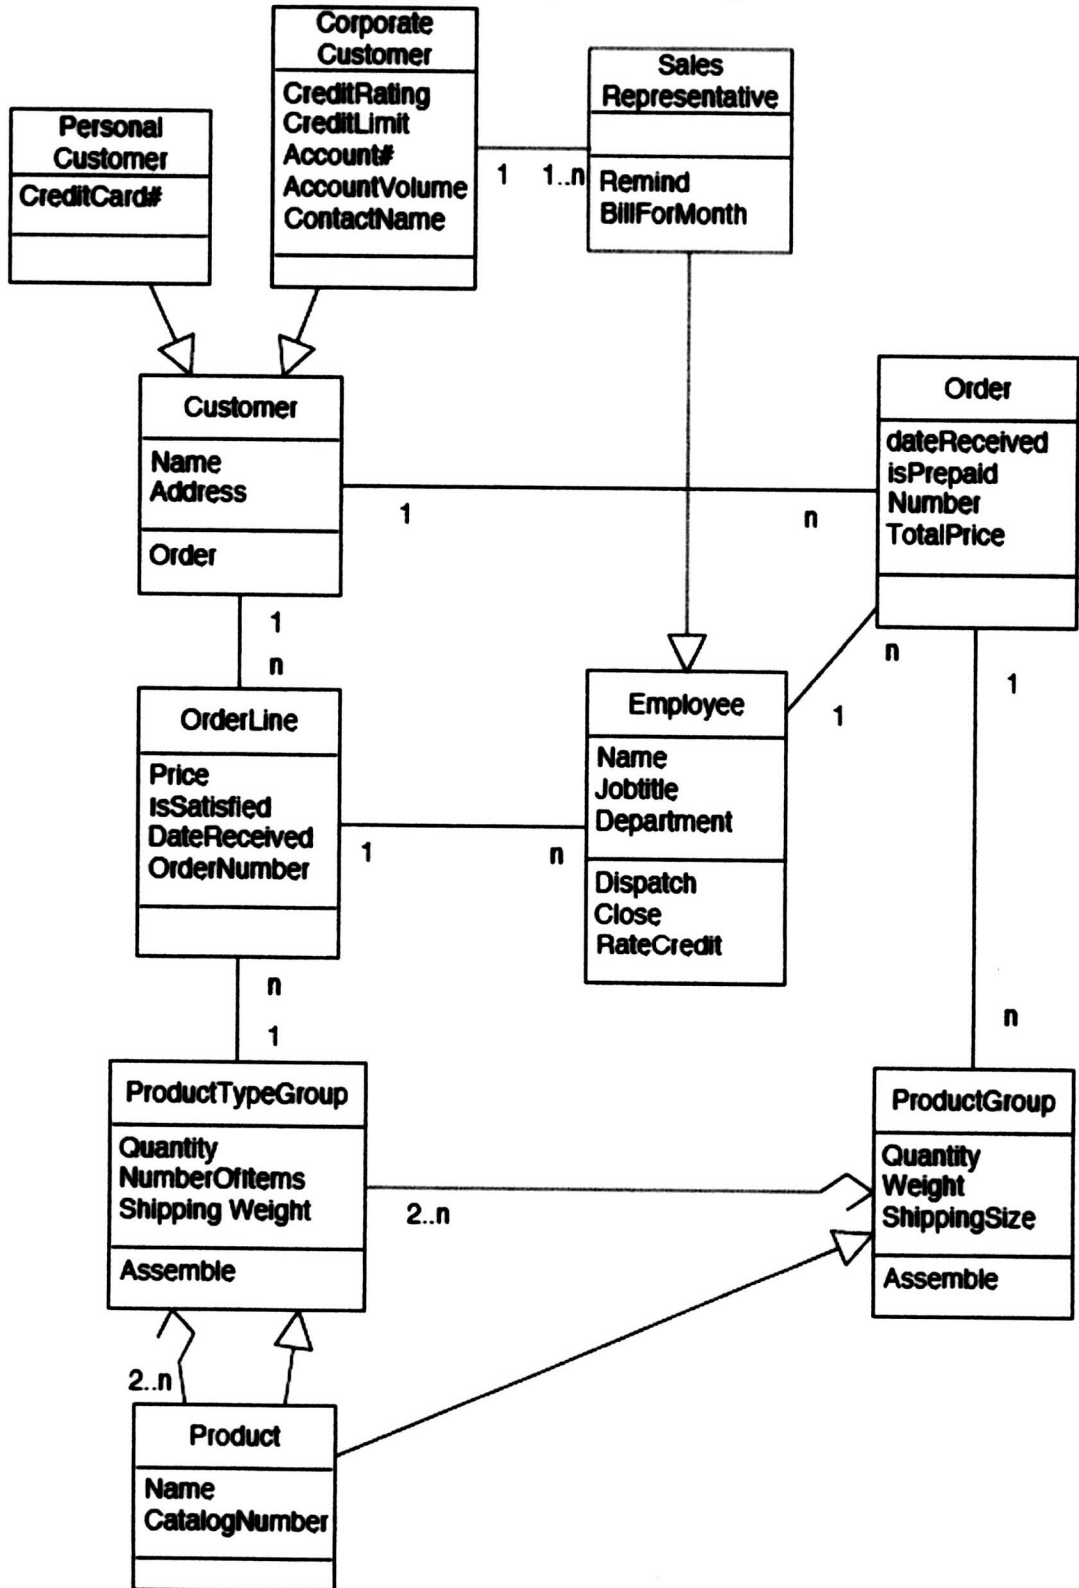 Corporate
Customer
CreditRating
CreditLimit
Account#
AccountVolume
ContactName
Sales
Representative
Remind
BillForMonth
Personal
Customer
CreditCard#
1
1..n
Customer
Name
Address
Order
Order
dateReceived
isPrepaid
Number
TotalPrice
1
n
1
n
OrderLine
Price
IsSatisfied
DateReceived
OrderNumber
Employee
Name
Jobtitle
Department
Dispatch
Close
RateCredit
n
1
1
1
n
n
1
n
ProductTypeGroup
Quantity
NumberOfItems
Shipping Weight
Assemble
ProductGroup
Quantity
Weight
ShippingSize
Assemble
2..n
2..n
Product
Name
CatalogNumber